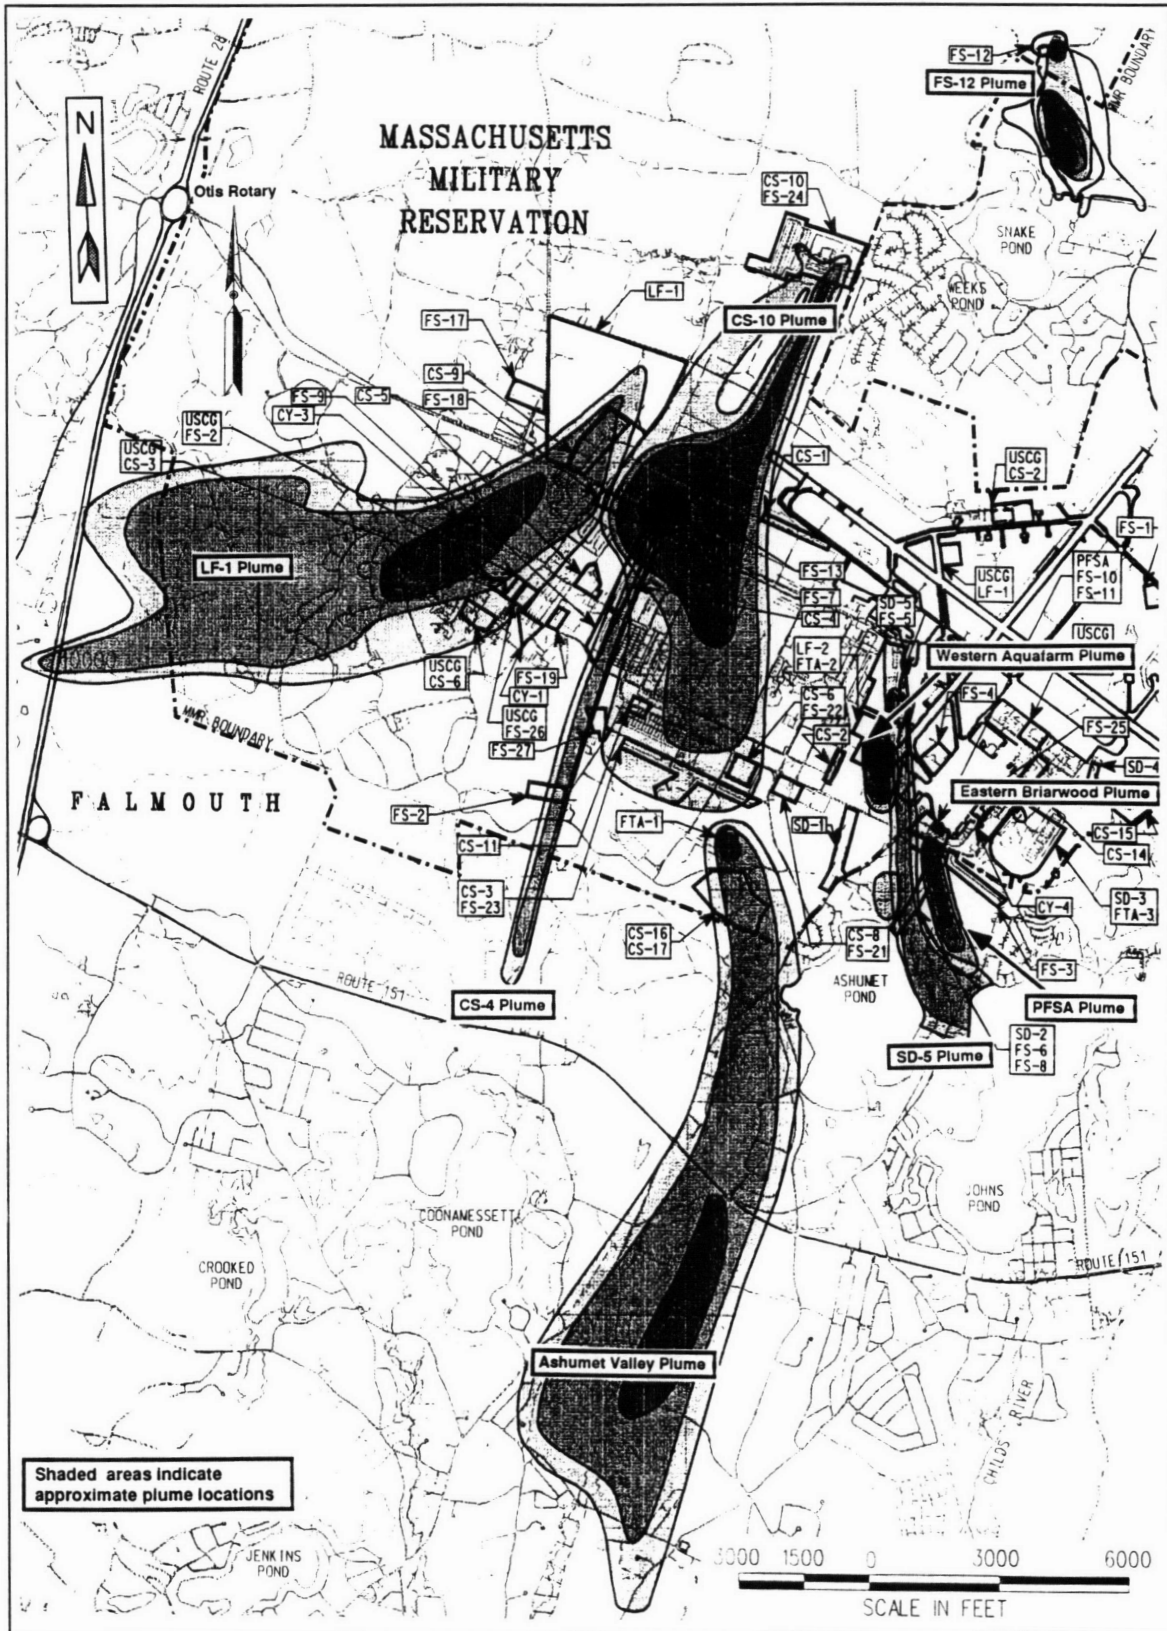 ROUTE 28
FS-12
FS-12 Plume
MMR BOUNDARY
N
MASSACHUSETTS
MILITARY
RESERVATION
Otis Rotary
CS-10
FS-24
SNAKE
POND
WEEKS
POND
LF-1
CS-10 Plume
FS-17
CS-9
FS-9
CS-5
FS-18
CY-3
USCG
FS-2
USCG
CS-3
CS-1
USCG
CS-2
FS-1
LF-1 Plume
FS-13
FS-7
CS-4
USCG
LF-1
PFSA
FS-10
FS-11
SD-5
FS-5
USCG
LF-2
FTA-2
Western Aquafarm Plume
USCG
CS-6
FS-19
CY-1
CS-6
FS-22
FS-4
USCG
FS-26
CS-2
FS-25
FS-27
MMR BOUNDARY
SD-4
FALMOUTH
FS-2
Eastern Briarwood Plume
FTA-1
SD-1
CS-11
CS-15
CS-14
CS-3
FS-23
CY-4
SD-3
FTA-3
CS-16
CS-17
CS-8
FS-21
FS-3
ROUTE 151
ASHUMET
POND
CS-4 Plume
PFSA Plume
SD-5 Plume
SD-2
FS-6
FS-8
COONAMESSETT
POND
JOHNS
POND
CROOKED
POND
ROUTE 151
Ashumet Valley Plume
CHILDS RIVER
Shaded areas indicate
approximate plume locations
JENKINS
POND
3000 1500 0 3000 6000
SCALE IN FEET